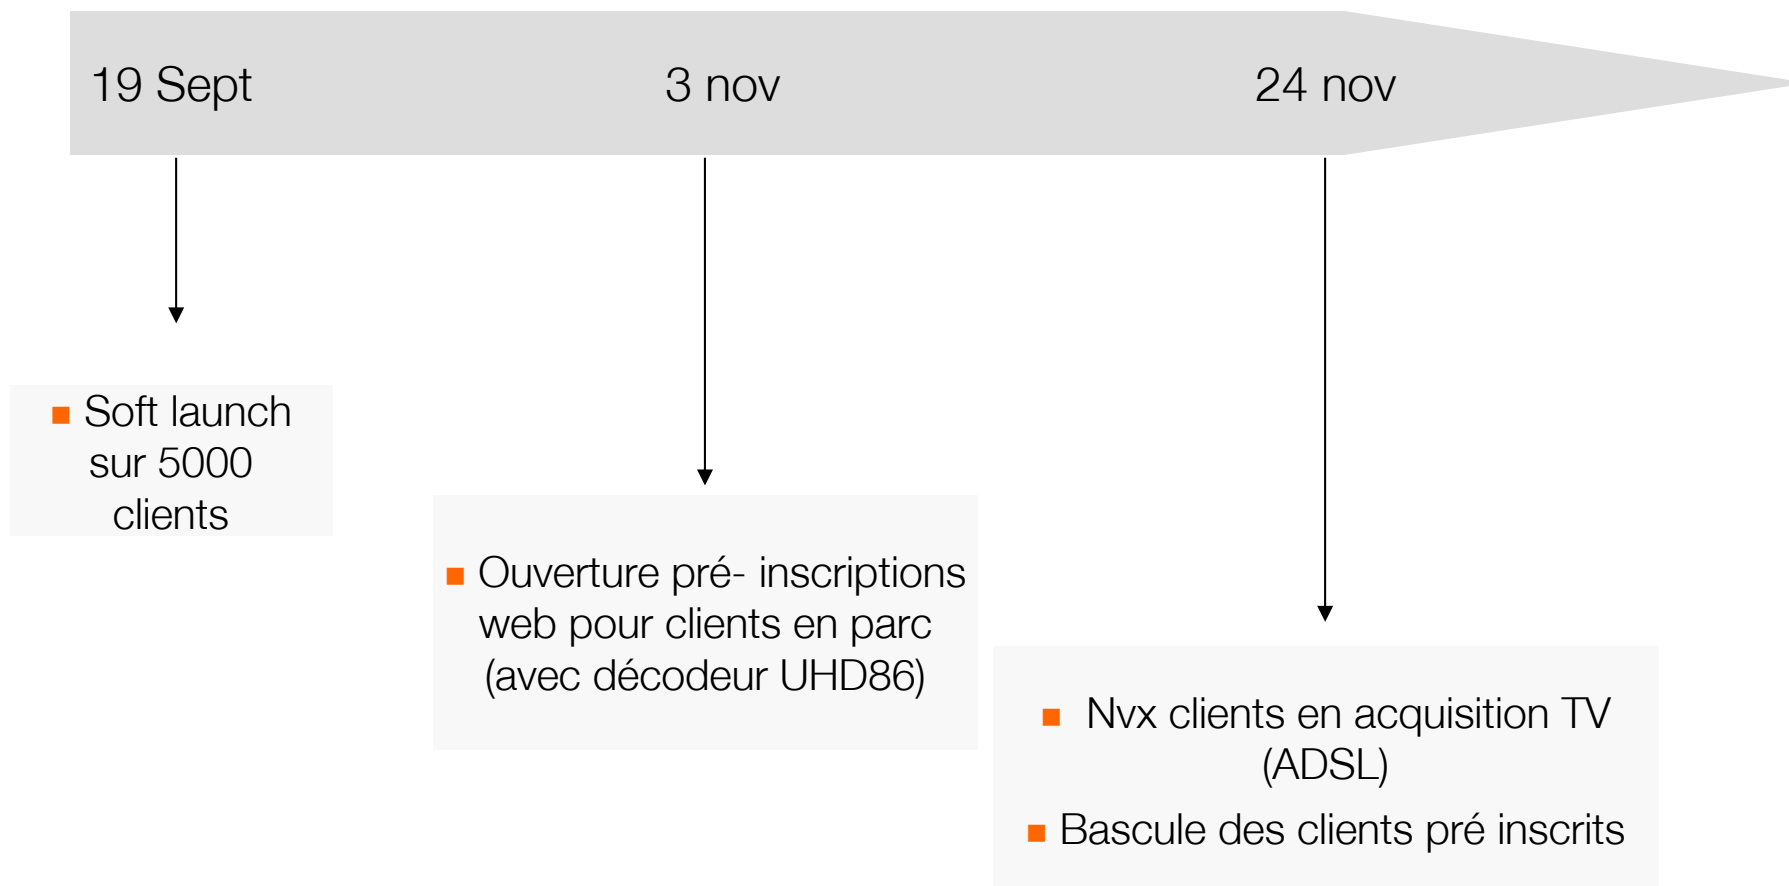 19 Sept
3 nov
24 nov
Soft launch
sur 5000
clients
Ouverture pré- inscriptions
web pour clients en parc
(avec décodeur UHD86)
Nvx clients en acquisition TV
(ADSL)
Bascule des clients pré inscrits